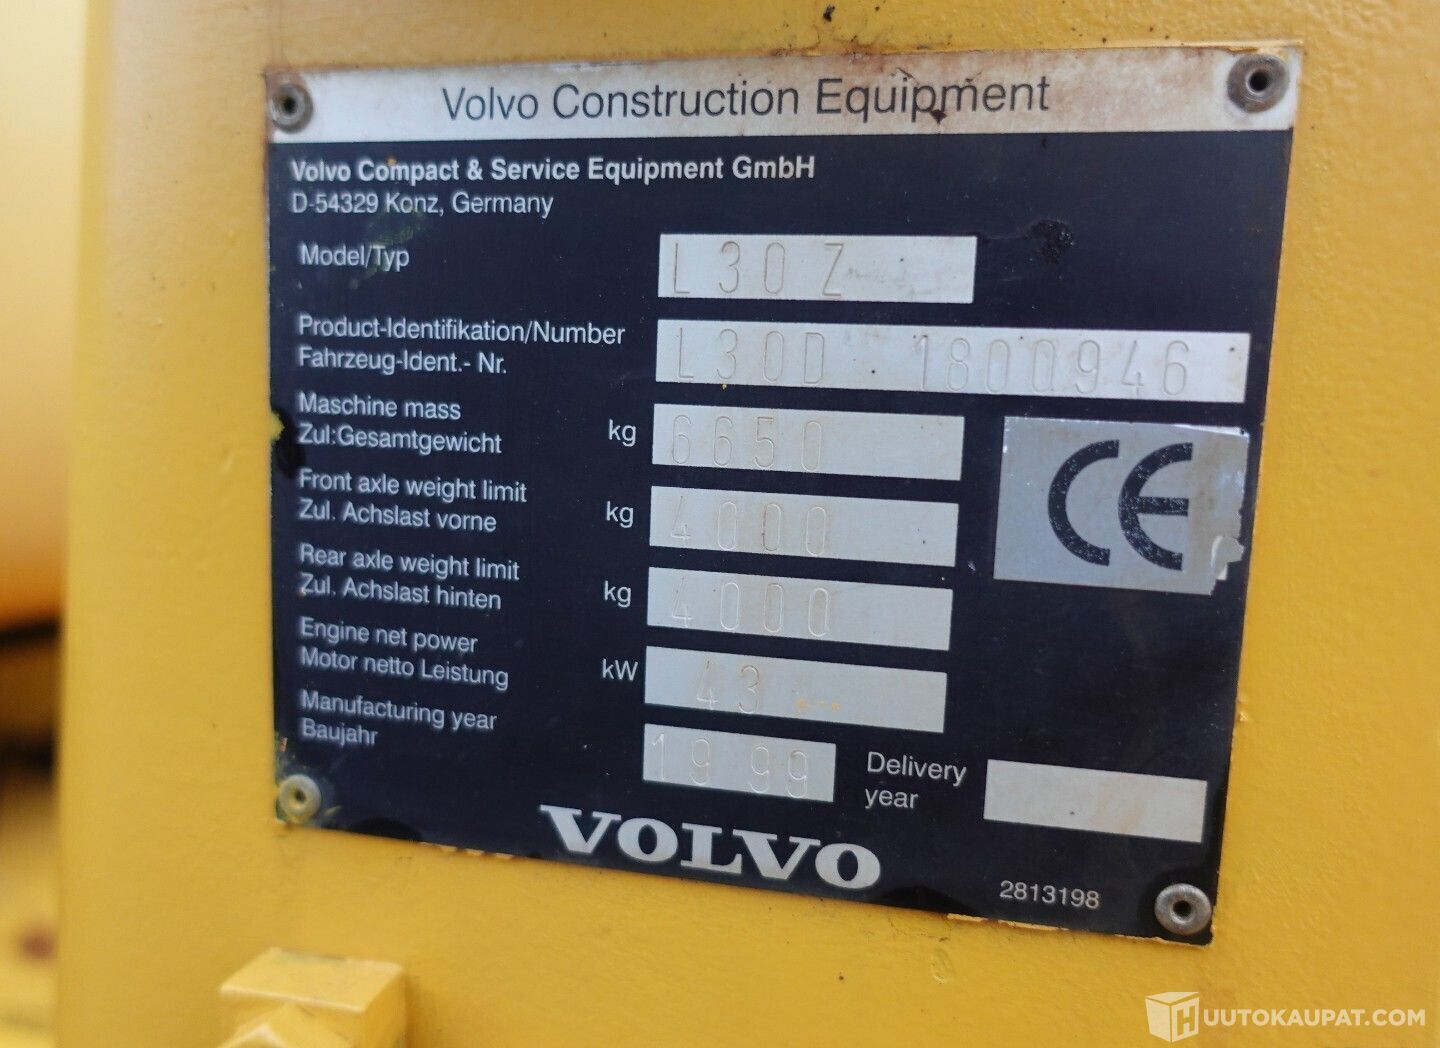 Volvo Construction Equipment
Volvo Compact & Service Equipment GmbH
D-54329 Konz, Germany
Model/Typ L30 Z
Product-Identifikation/Number
Fahrzeug-Ident.- Nr. L30D 1800946
Maschine mass
Zul:Gesamtgewicht kg 6650
Front axle weight limit
Zul. Achslast vorne kg 4000
Rear axle weight limit
Zul. Achslast hinten kg 4000
Engine net power
Motor netto Leistung kW 43
Manufacturing year
Baujahr 1999
Delivery
year
CE
VOLVO
2813198
HUUTOKAUPAT.COM